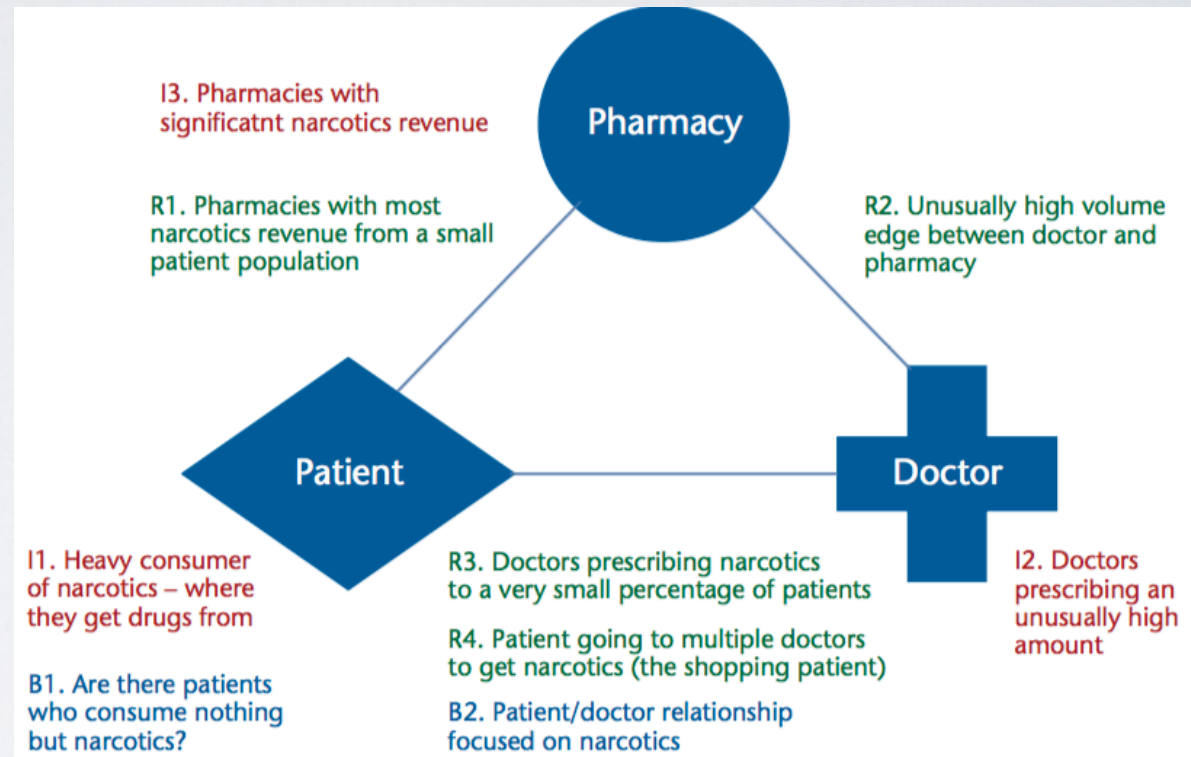 I3. Pharmacies with
significatnt narcotics revenue
Pharmacy
R1. Pharmacies with most
narcotics revenue from a small
patient population
R2. Unusually high volume
edge between doctor and
pharmacy
Patient
Doctor
I1. Heavy consumer
of narcotics – where
they get drugs from
B1. Are there patients
who consume nothing
but narcotics?
R3. Doctors prescribing narcotics
to a very small percentage of patients
R4. Patient going to multiple doctors
to get narcotics (the shopping patient)
B2. Patient/doctor relationship
focused on narcotics
I2. Doctors
prescribing an
unusually high
amount